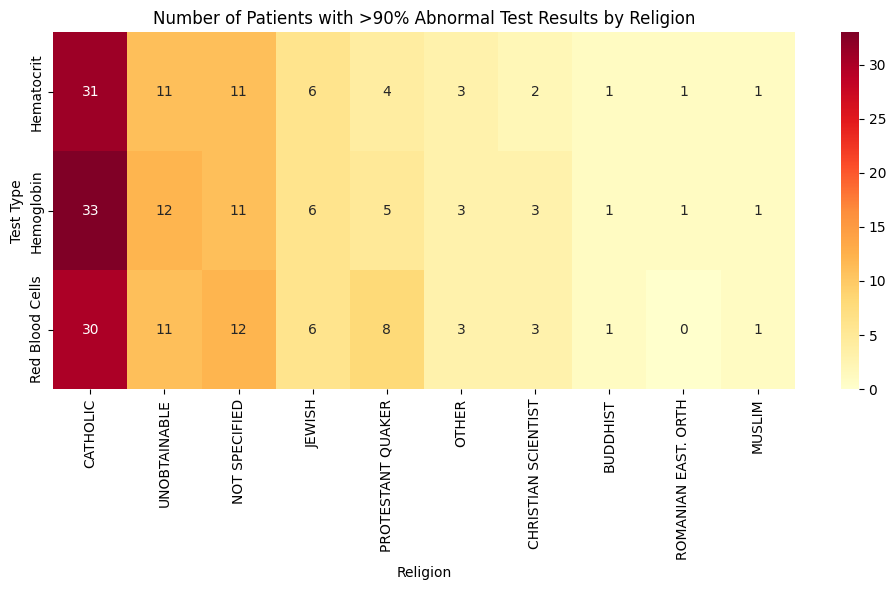 Number of Patients with >90% Abnormal Test Results by Religion
Test Type
Hematocrit
31 11 11 6 4 3 2 1 1 1
Hemoglobin
33 12 11 6 5 3 3 1 1 1
Red Blood Cells
30 11 12 6 8 3 3 1 0 1
CATHOLIC
UNOBTAINABLE
NOT SPECIFIED
JEWISH
PROTESTANT QUAKER
OTHER
CHRISTIAN SCIENTIST
BUDDHIST
ROMANIAN EAST. ORTH
MUSLIM
Religion
30
25
20
15
10
5
0